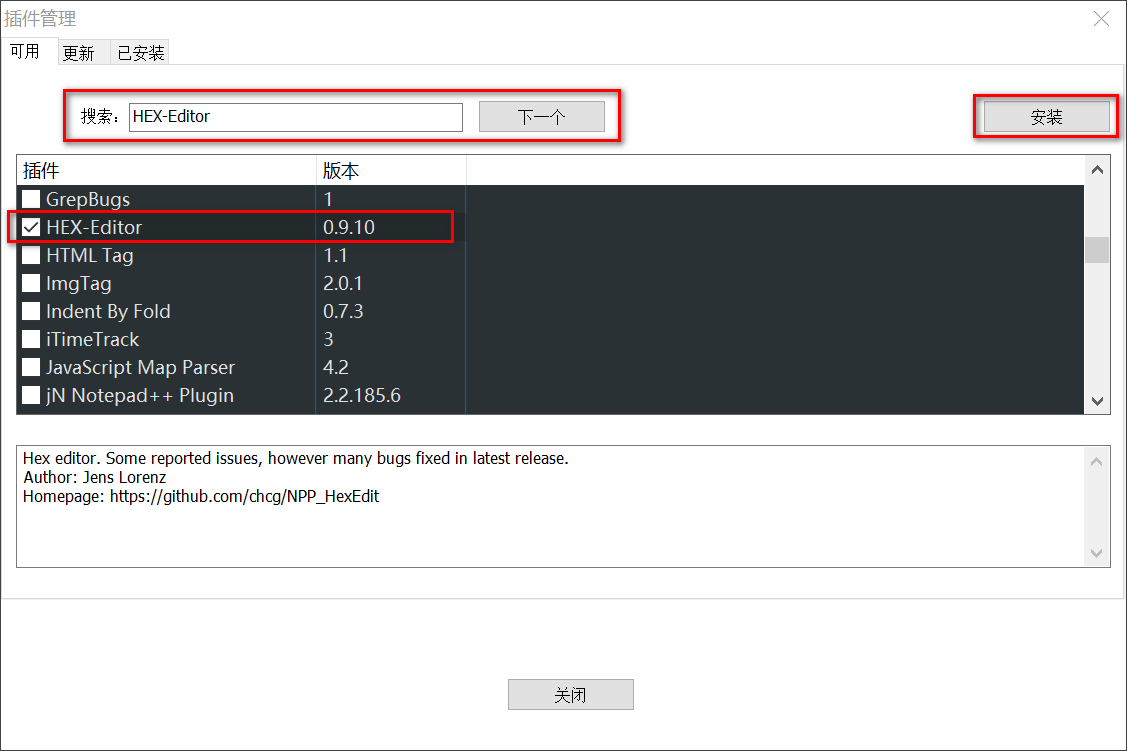 插件管理
可用 更新 已安装
搜索: HEX-Editor 下一个 安装
插件 版本
GrepBugs 1
HEX-Editor 0.9.10
HTML Tag 1.1
ImgTag 2.0.1
Indent By Fold 0.7.3
iTimeTrack 3
JavaScript Map Parser 4.2
jN Notepad++ Plugin 2.2.185.6
Hex editor. Some reported issues, however many bugs fixed in latest release.
Author: Jens Lorenz
Homepage: https://github.com/chcg/NPP_HexEdit
关闭